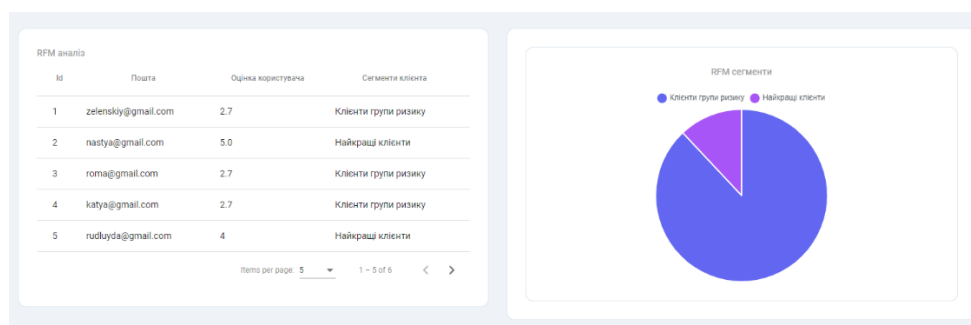 RFM аналіз
Id Пошта Оцінка користувача Сегменти клієнта
1 zelenskiy@gmail.com 2.7 Клієнти групи ризику
2 nastya@gmail.com 5.0 Найкращі клієнти
3 roma@gmail.com 2.7 Клієнти групи ризику
4 katya@gmail.com 2.7 Клієнти групи ризику
5 rudluyda@gmail.com 4 Найкращі клієнти
Items per page: 5 1 – 5 of 6
RFM сегменти
Клієнти групи ризику Найкращі клієнти